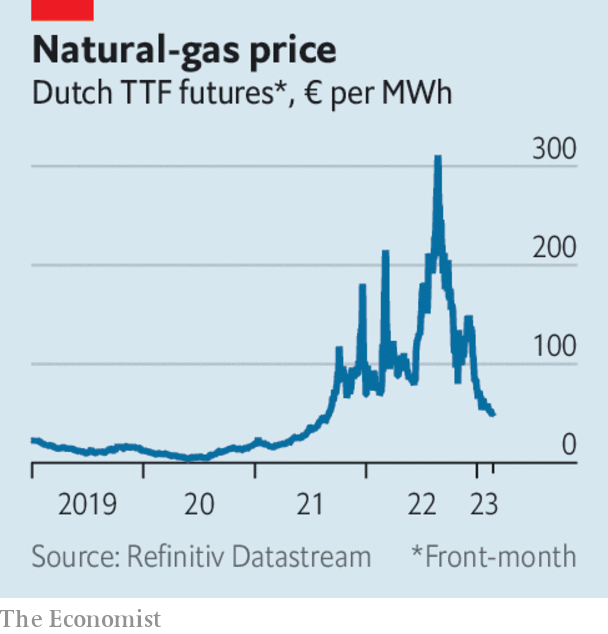 Natural-gas price
Dutch TTF futures*, € per MWh
300
200
100
0
2019 20 21 22 23
Source: Refinitiv Datastream *Front-month
The Economist